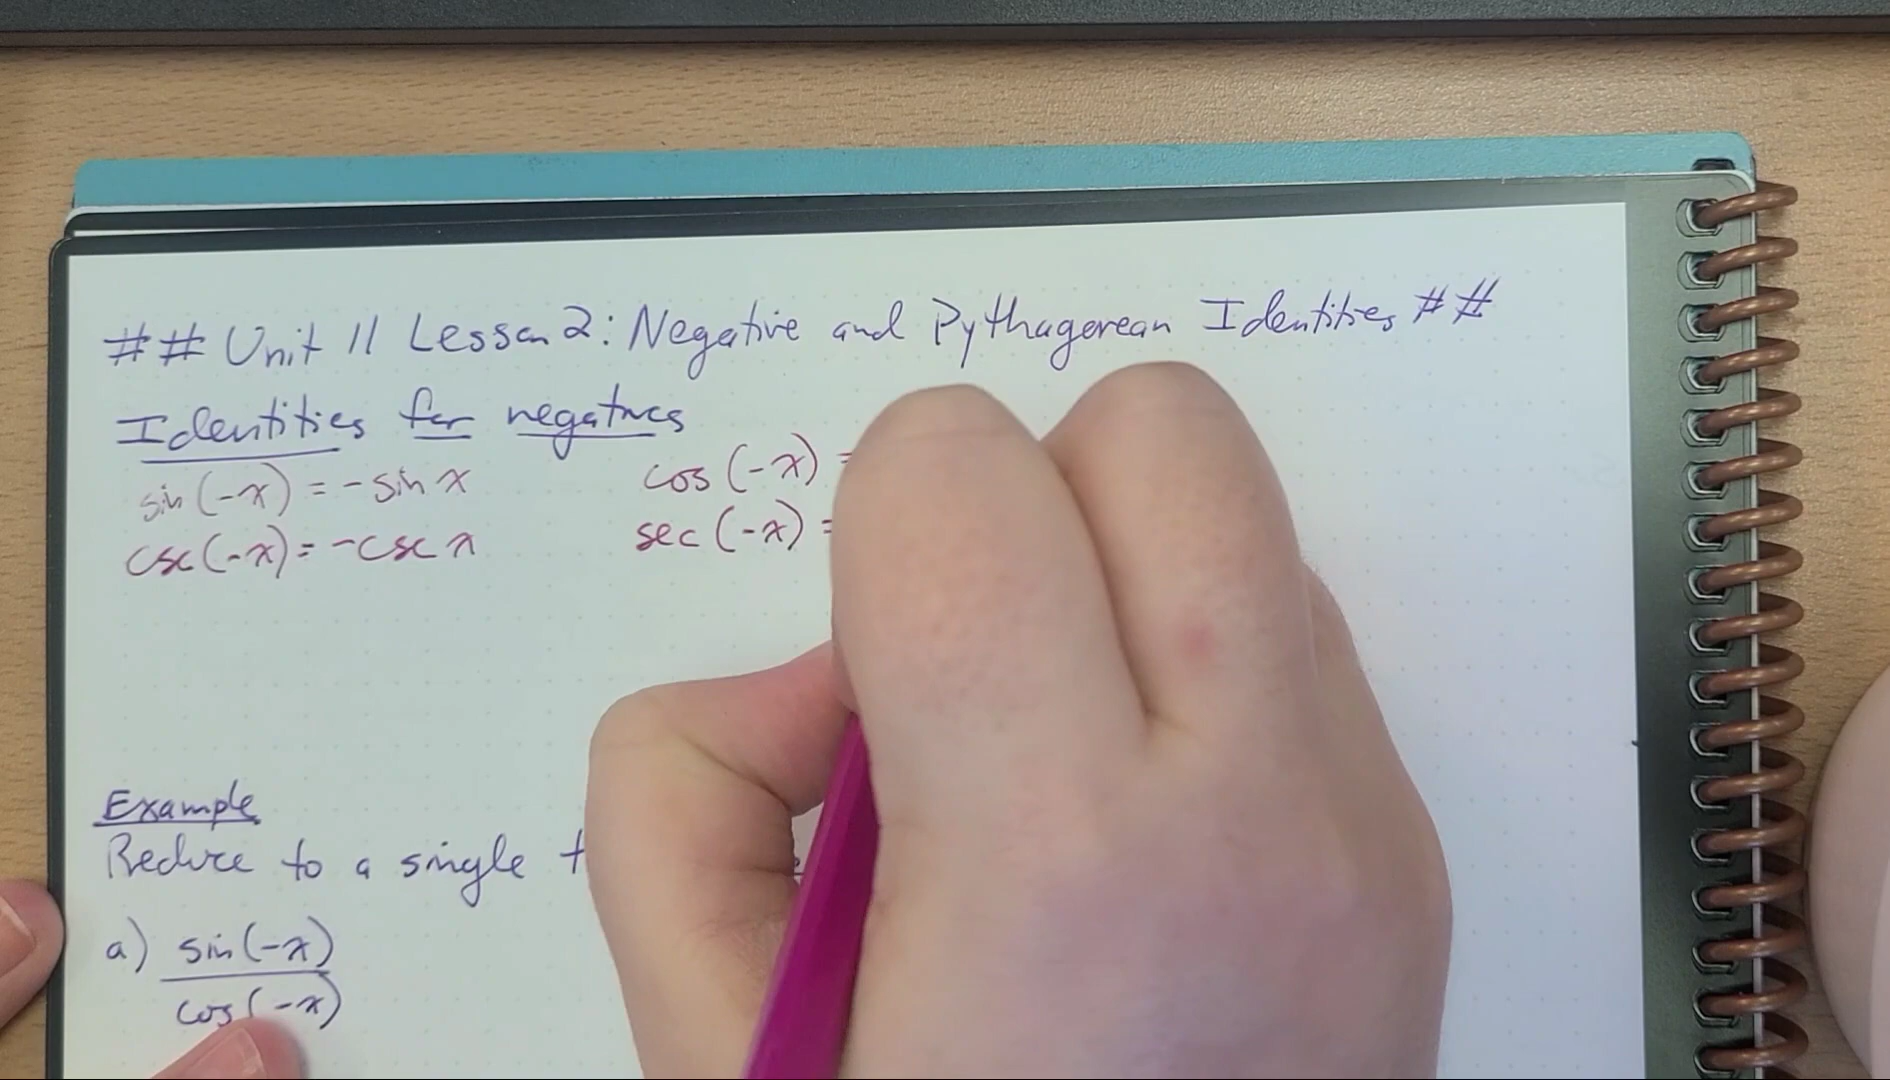 ## Unit 11 Lesson 2: Negative and Pythagorean Identities ##
Identities for negatives
sin(-x) = -sin x cos(-x) =
csc(-x) = -csc x sec(-x) =
Example
Reduce to a single
a) sin(-x)
cos(-x)